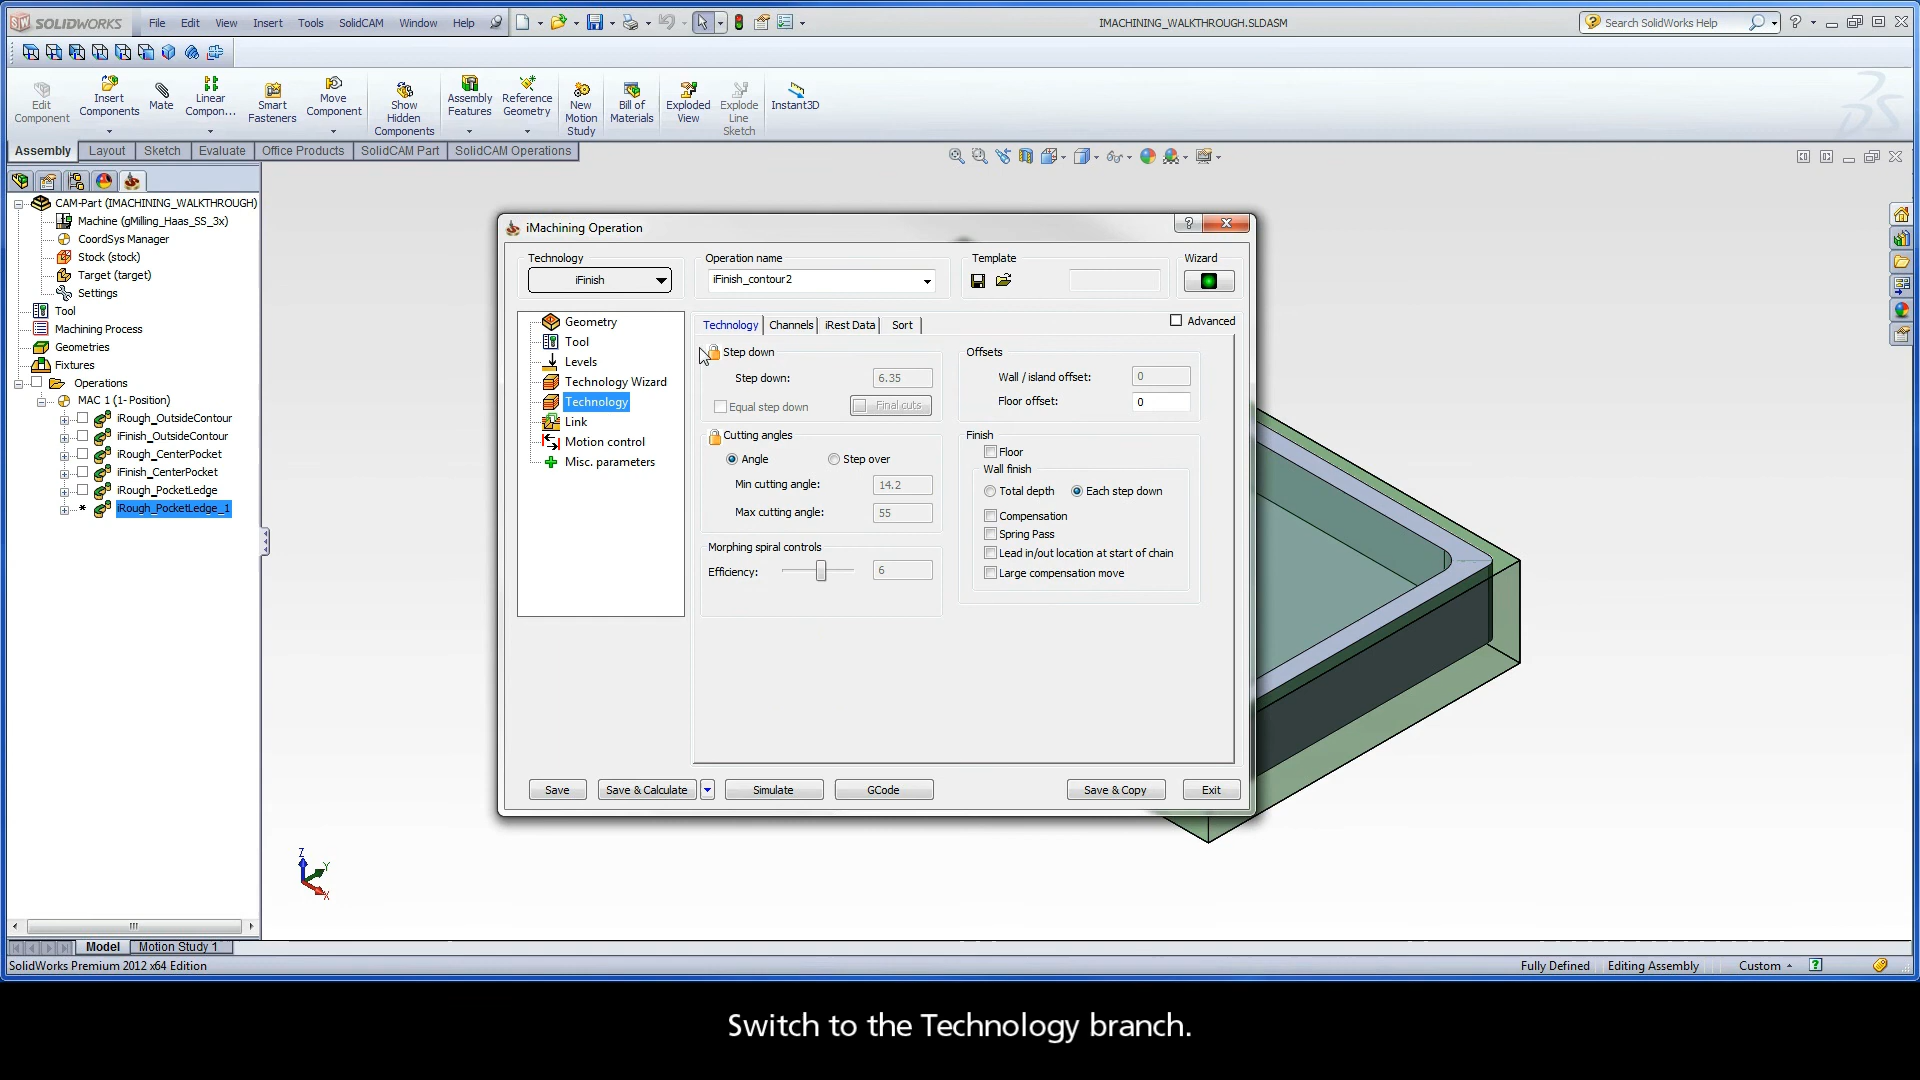 SOLIDWORKS File Edit View Insert Tools SolidCAM Window Help IMACHINING_WALKTHROUGH.SLDASM Search SolidWorks Help
Edit Component
Insert Components
Mate
Linear Compon...
Smart Fasteners
Move Component
Show Hidden Components
Assembly Features
Reference Geometry
New Motion Study
Bill of Materials
Exploded View
Explode Line Sketch
Instant3D
Assembly Layout Sketch Evaluate Office Products SolidCAM Part SolidCAM Operations
CAM-Part (IMACHINING_WALKTHROUGH)
Machine (gMilling_Haas_SS_3x)
CoordSys Manager
Stock (stock)
Target (target)
Settings
Tool
Machining Process
Geometries
Fixtures
Operations
MAC 1 (1- Position)
iRough_OutsideContour
iFinish_OutsideContour
iRough_CenterPocket
iFinish_CenterPocket
iRough_PocketLedge
* iRough_PocketLedge_1
iMachining Operation
Technology Operation name Template Wizard
iFinish iFinish_contour2
Geometry
Tool
Levels
Technology Wizard
Technology
Link
Motion control
Misc. parameters
Technology Channels iRest Data Sort Advanced
Step down
Step down: 6.35
Equal step down Final cuts
Cutting angles
Angle Step over
Min cutting angle: 14.2
Max cutting angle: 55
Morphing spiral controls
Efficiency: 6
Offsets
Wall / island offset: 0
Floor offset: 0
Finish
Floor
Wall finish
Total depth Each step down
Compensation
Spring Pass
Lead in/out location at start of chain
Large compensation move
Save Save & Calculate Simulate GCode Save & Copy Exit
Z
Y
X
Model Motion Study 1
SolidWorks Premium 2012 x64 Edition Fully Defined Editing Assembly Custom
Switch to the Technology branch.